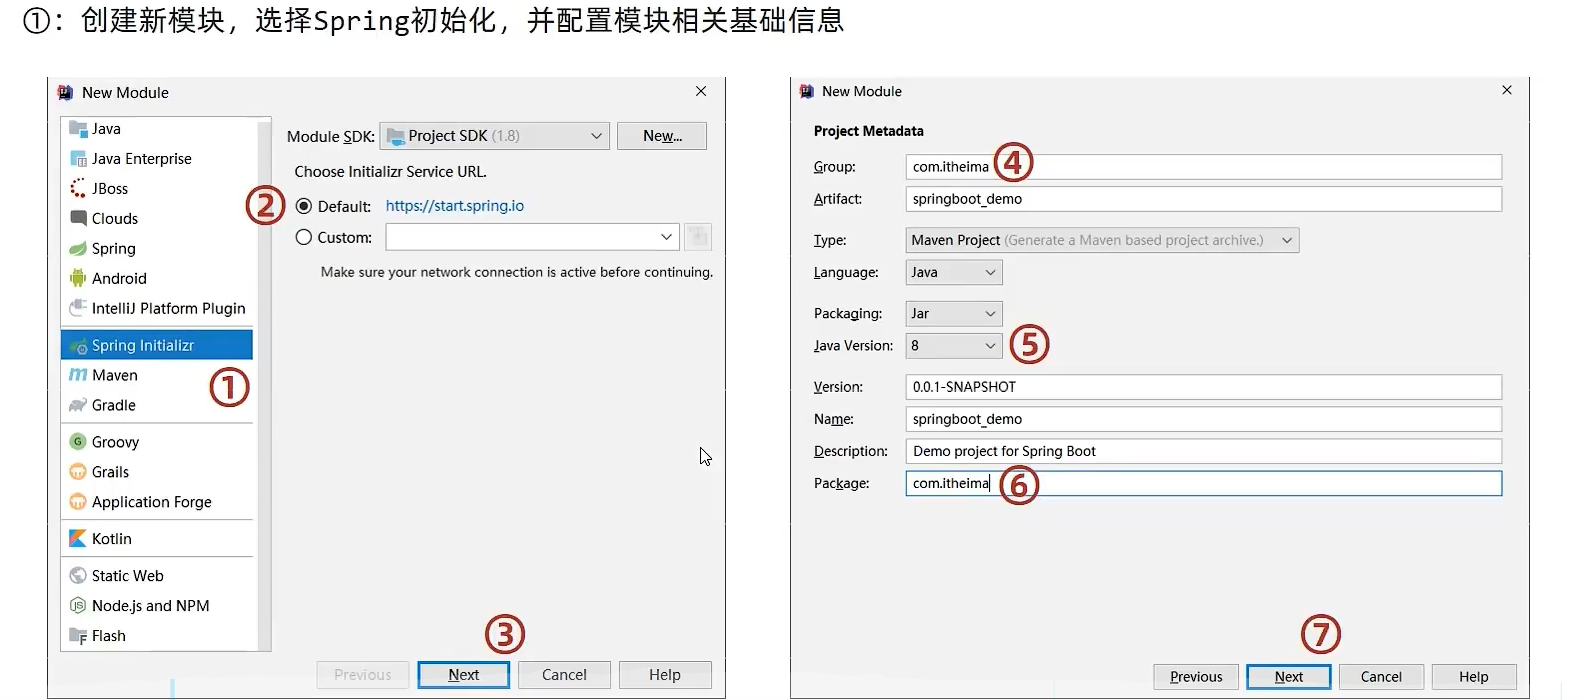 ①：创建新模块，选择Spring初始化，并配置模块相关基础信息
New Module
Java
Java Enterprise
JBoss
Clouds
Spring
Android
IntelliJ Platform Plugin
Spring Initializr
①
Maven
Gradle
Groovy
Grails
Application Forge
Kotlin
Static Web
Node.js and NPM
Flash
Module SDK: Project SDK (1.8) New...
Choose Initializr Service URL.
② Default: https://start.spring.io
Custom:
Make sure your network connection is active before continuing.
③
Previous Next Cancel Help
New Module
Project Metadata
Group: com.itheima ④
Artifact: springboot_demo
Type: Maven Project (Generate a Maven based project archive.)
Language: Java
Packaging: Jar
Java Version: 8 ⑤
Version: 0.0.1-SNAPSHOT
Name: springboot_demo
Description: Demo project for Spring Boot
Package: com.itheima ⑥
⑦
Previous Next Cancel Help